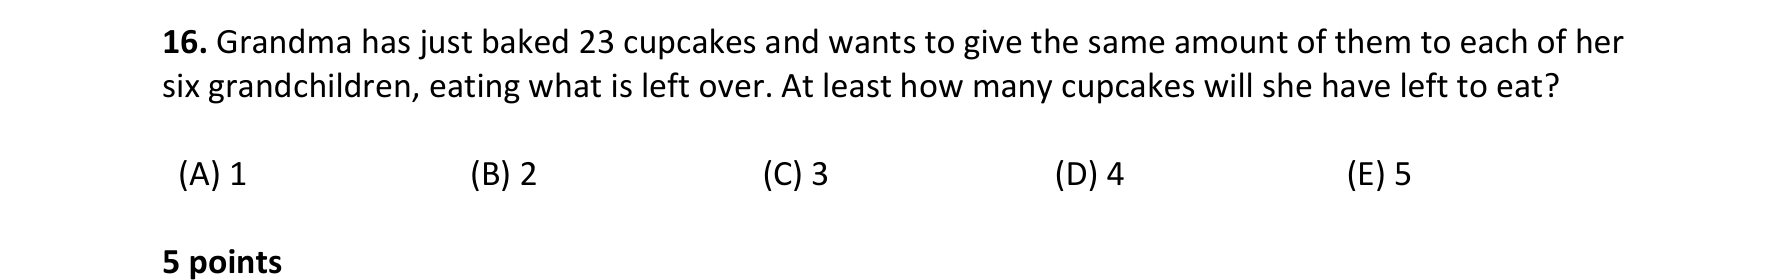 16. Grandma has just baked 23 cupcakes and wants to give the same amount of them to each of her
six grandchildren, eating what is left over. At least how many cupcakes will she have left to eat?
(A) 1 (B) 2 (C) 3 (D) 4 (E) 5
5 points